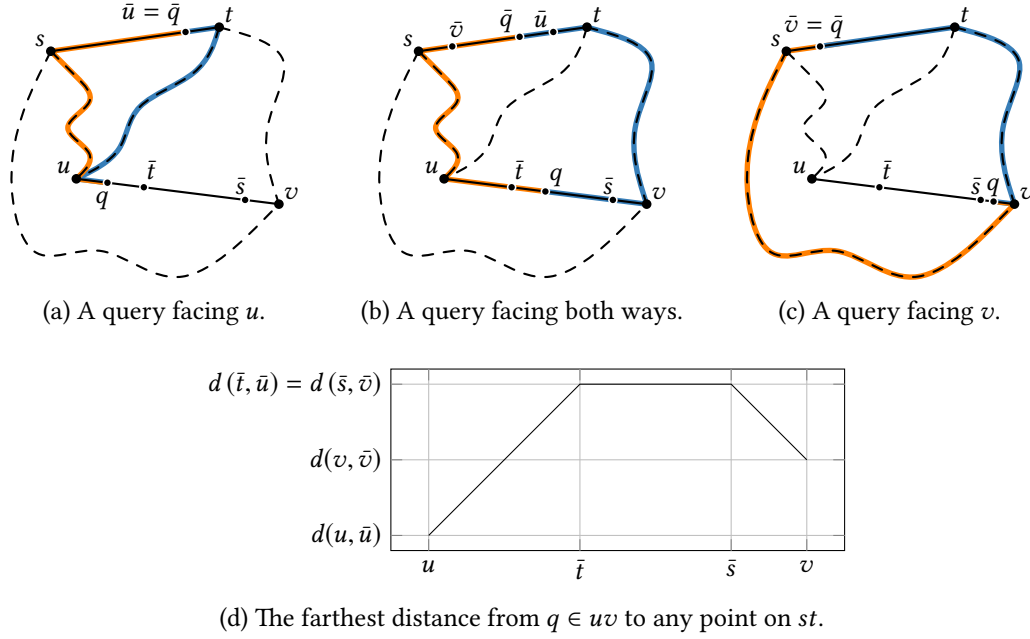 ū = q̄
t
s
u
q
t̄
s̄
v
(a) A query facing u.
s
v̄
q̄
ū
t
u
t̄
q
s̄
v
(b) A query facing both ways.
s
v̄ = q̄
t
u
t̄
s̄
q
v
(c) A query facing v.
d (t̄, ū) = d (s̄, v̄)
d(v, v̄)
d(u, ū)
u
t̄
s̄
v
(d) The farthest distance from q ∈ uv to any point on st.